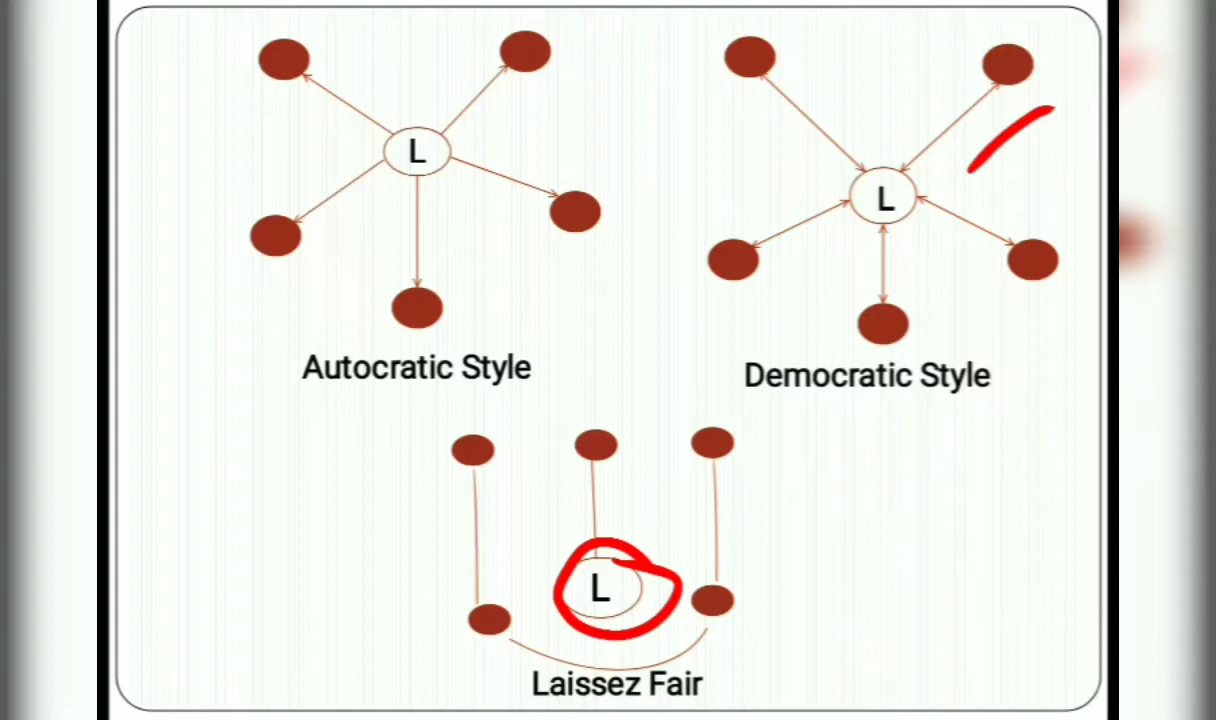 L
L
Autocratic Style
Democratic Style
L
Laissez Fair